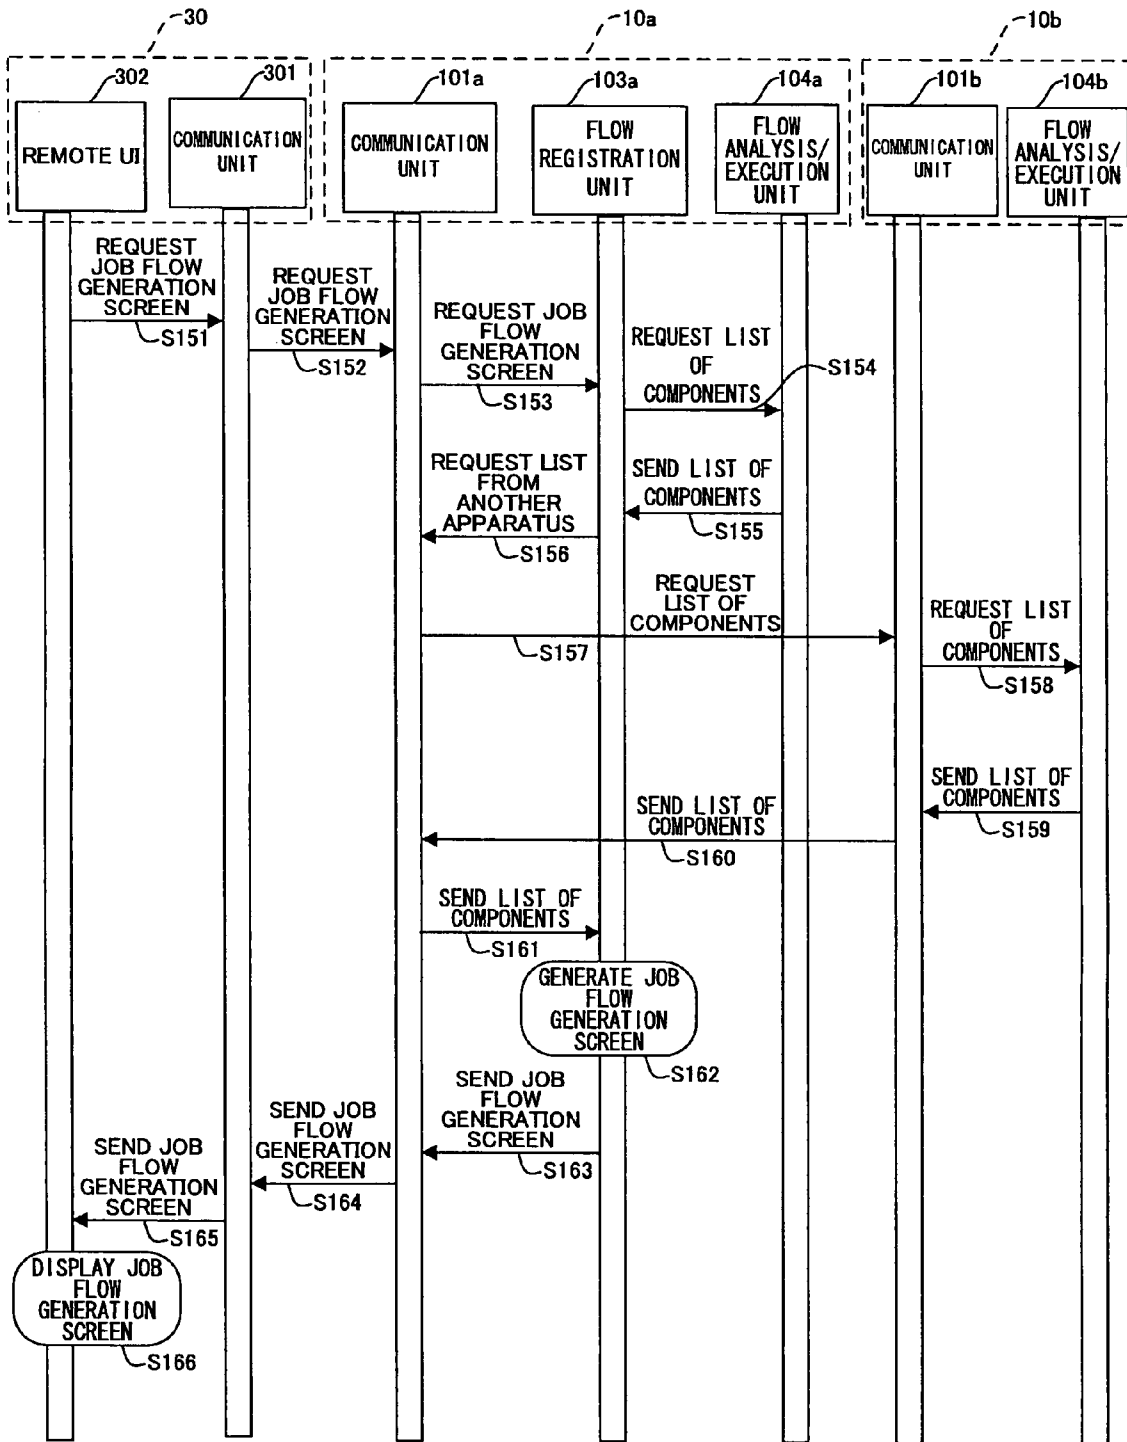 30
10a
10b
302
301
101a
103a
104a
101b
104b
REMOTE UI
COMMUNICATION
UNIT
COMMUNICATION
UNIT
FLOW
REGISTRATION
UNIT
FLOW
ANALYSIS/
EXECUTION
UNIT
COMMUNICATION
UNIT
FLOW
ANALYSIS/
EXECUTION
UNIT
REQUEST
JOB FLOW
GENERATION
SCREEN
S151
REQUEST
JOB FLOW
GENERATION
SCREEN
S152
REQUEST JOB
FLOW
GENERATION
SCREEN
S153
REQUEST LIST
OF
COMPONENTS
S154
SEND LIST OF
COMPONENTS
S155
REQUEST LIST
FROM
ANOTHER
APPARATUS
S156
REQUEST
LIST OF
COMPONENTS
S157
REQUEST LIST
OF
COMPONENTS
S158
SEND LIST OF
COMPONENTS
S159
SEND LIST OF
COMPONENTS
S160
SEND LIST OF
COMPONENTS
S161
GENERATE JOB
FLOW
GENERATION
SCREEN
S162
SEND JOB
FLOW
GENERATION
SCREEN
S163
SEND JOB
FLOW
GENERATION
SCREEN
S164
SEND JOB
FLOW
GENERATION
SCREEN
S165
DISPLAY JOB
FLOW
GENERATION
SCREEN
S166